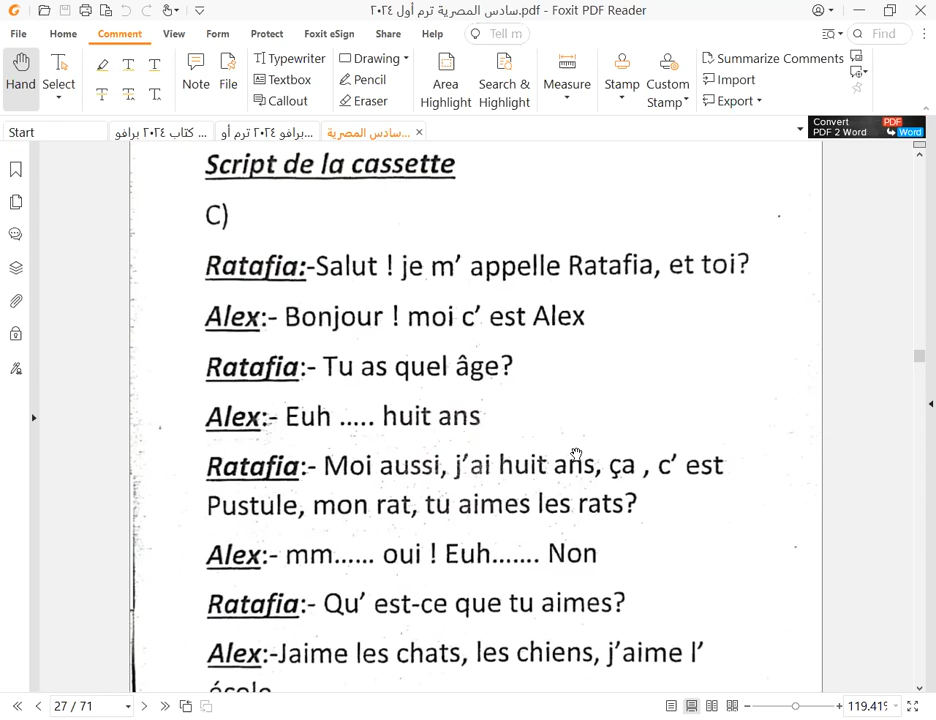 سادس المصرية ترم أول ٢٠٢٤.pdf - Foxit PDF Reader
File Home Comment View Form Protect Foxit eSign Share Help Tell m Find
Hand Select Note File Typewriter Textbox Callout Drawing Pencil Eraser Area Highlight Search & Highlight Measure Stamp Custom Stamp Summarize Comments Import Export
Start كتاب ٢٠٢٤ برافو ... برافو ٢٠٢٤ ترم أو... سادس المصرية... Convert PDF
PDF 2 Word Word
Script de la cassette
C)
Ratafia:-Salut ! je m’ appelle Ratafia, et toi?
Alex:- Bonjour ! moi c’ est Alex
Ratafia:- Tu as quel âge?
Alex:- Euh ..... huit ans
Ratafia:- Moi aussi, j’ai huit ans, ça , c’ est
Pustule, mon rat, tu aimes les rats?
Alex:- mm...... oui ! Euh....... Non
Ratafia:- Qu’ est-ce que tu aimes?
Alex:-Jaime les chats, les chiens, j’aime l’
école
27 / 71 119.41%